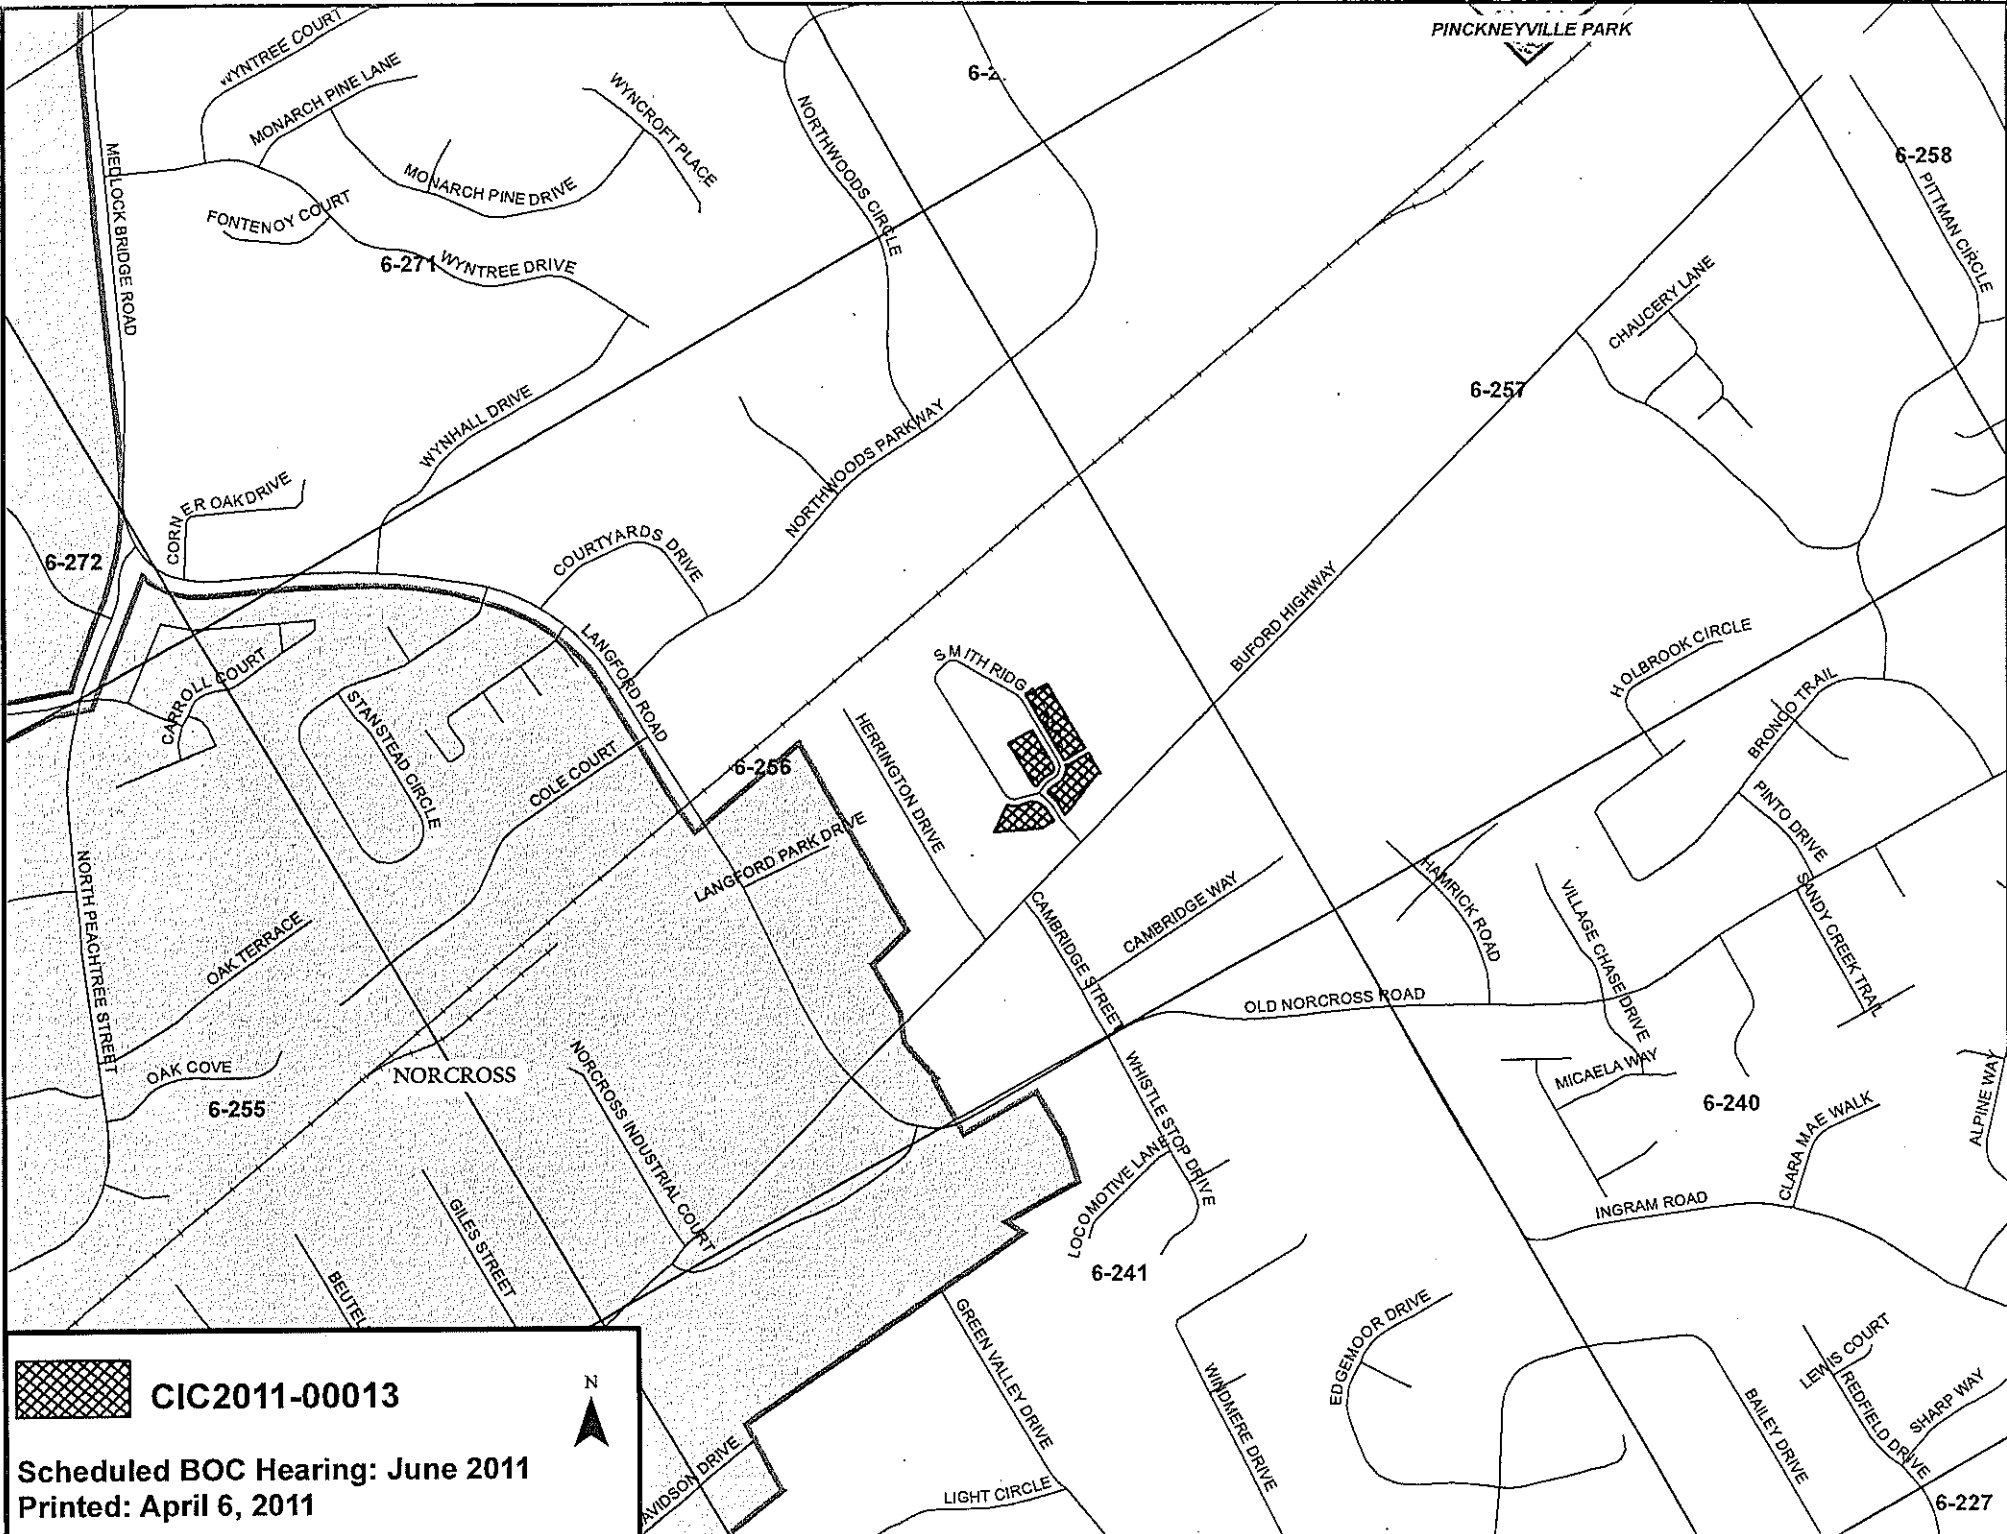 PINCKNEYVILLE PARK
WYNTREE COURT
MONARCH PINE LANE
WYNCROFT PLACE
NORTHWOODS CIRCLE
MEDLOCK BRIDGE ROAD
6-258
PITTMAN CIRCLE
MONARCH PINE DRIVE
FONTENOY COURT
6-271
WYNTREE DRIVE
CHAUCERY LANE
6-257
WYNHALL DRIVE
NORTHWOODS PARKWAY
CORNER OAK DRIVE
COURTYARDS DRIVE
6-272
BUFORD HIGHWAY
LANGFORD ROAD
SMITH RIDG
HOLBROOK CIRCLE
CARROLL COURT
STANSTEAD CIRCLE
BRONCO TRAIL
HERRINGTON DRIVE
6-256
COLE COURT
PINTO DRIVE
LANGFORD PARK DRIVE
NORTH PEACHTREE STREET
HAMRICK ROAD
VILLAGE CHASE DRIVE
SANDY CREEK TRAIL
CAMBRIDGE WAY
CAMBRIDGE STREET
OAK TERRACE
OLD NORCROSS ROAD
OAK COVE
NORCROSS
6-255
NORCROSS INDUSTRIAL COURT
WHISTLE STOP DRIVE
MICAELA WAY
6-240
CLARA MAE WALK
ALPINE WAY
LOCOMOTIVE LANE
INGRAM ROAD
GILES STREET
6-241
BEUTEL
GREEN VALLEY DRIVE
EDGEMOOR DRIVE
WINDMERE DRIVE
LEWIS COURT
REDFIELD DRIVE
SHARP WAY
BAILEY DRIVE
AVIDSON DRIVE
LIGHT CIRCLE
6-227
CIC2011-00013
N
Scheduled BOC Hearing: June 2011
Printed: April 6, 2011